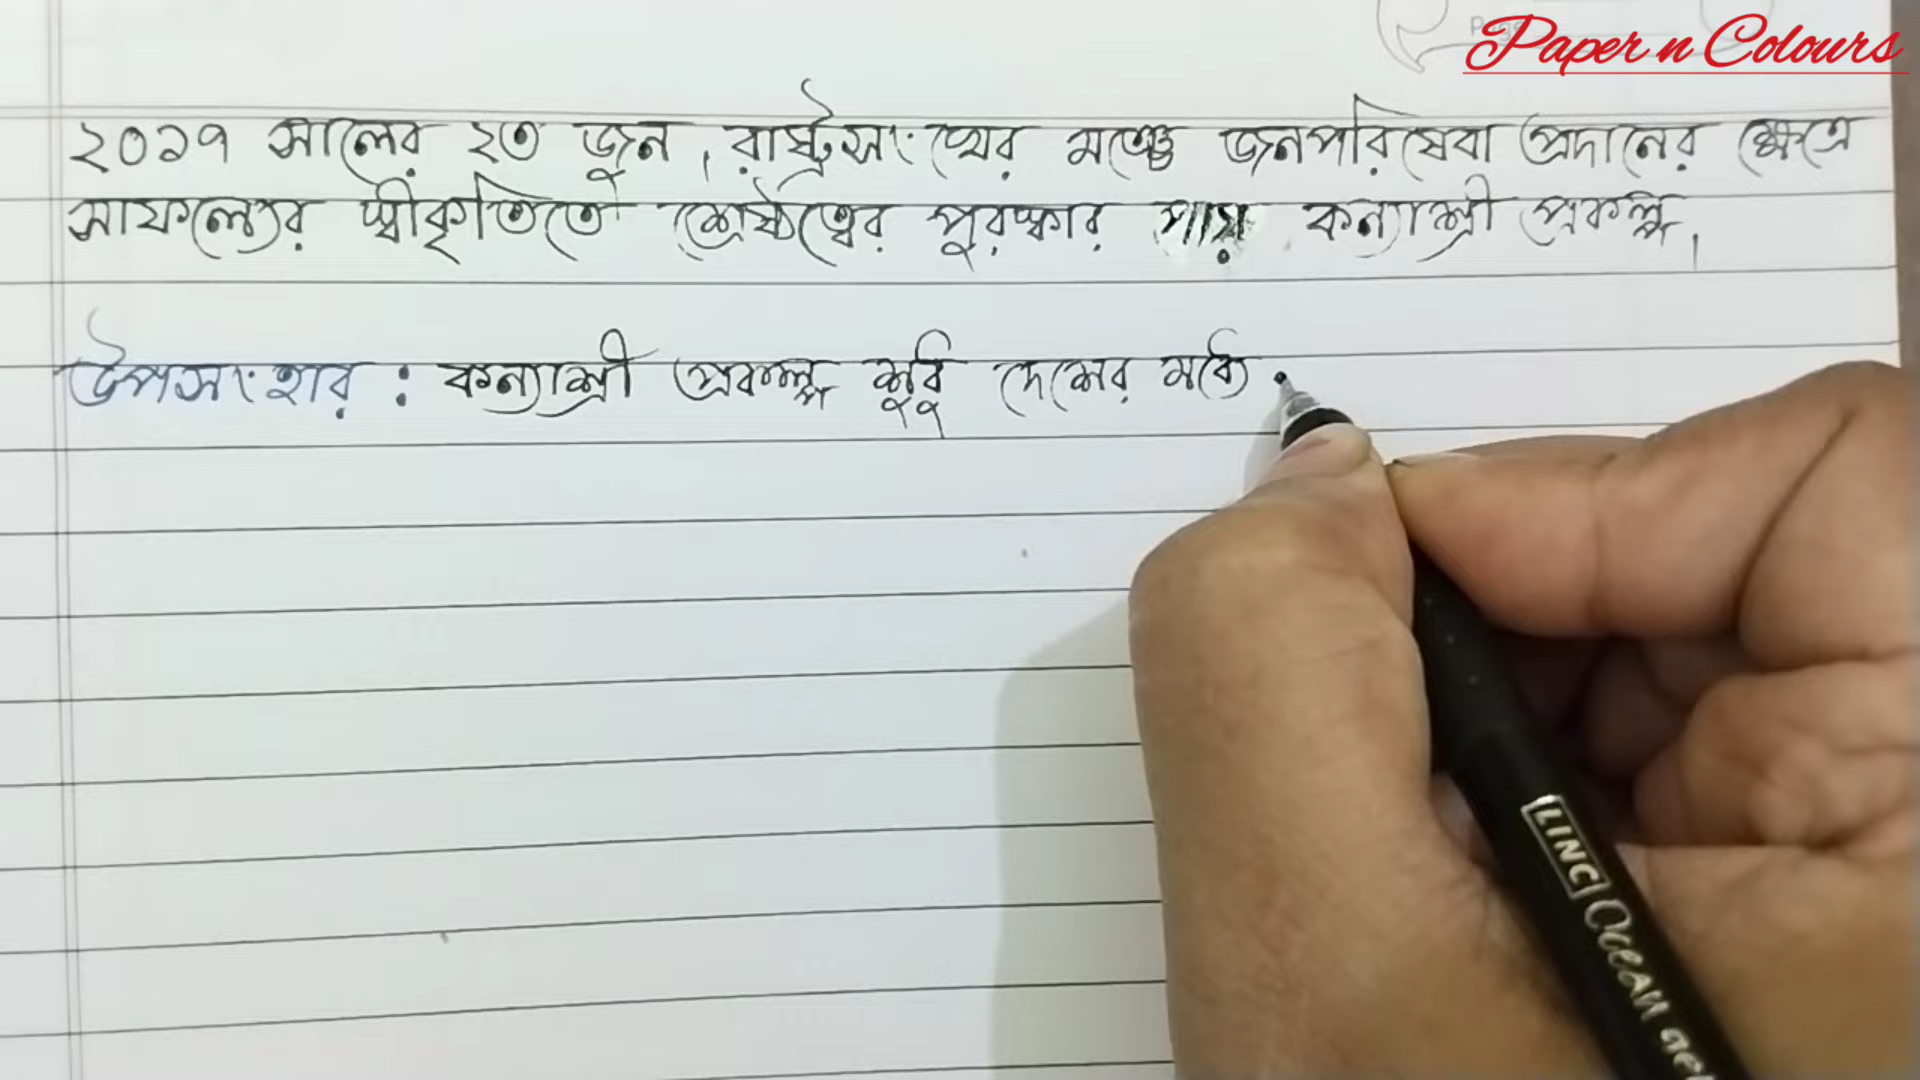 Paper n Colours
২০১৭ সালের ২৩ জুন, রাষ্ট্রসংঘের মঞ্চে জনপরিষেবা প্রদানের ক্ষেত্রে
সাফল্যের স্বীকৃতিতে শ্রেষ্ঠত্বের পুরস্কার পায় কন্যাশ্রী প্রকল্প।
উপসংহার : কন্যাশ্রী প্রকল্প শুধু দেশের মধ্যে
LINC Ocean gel